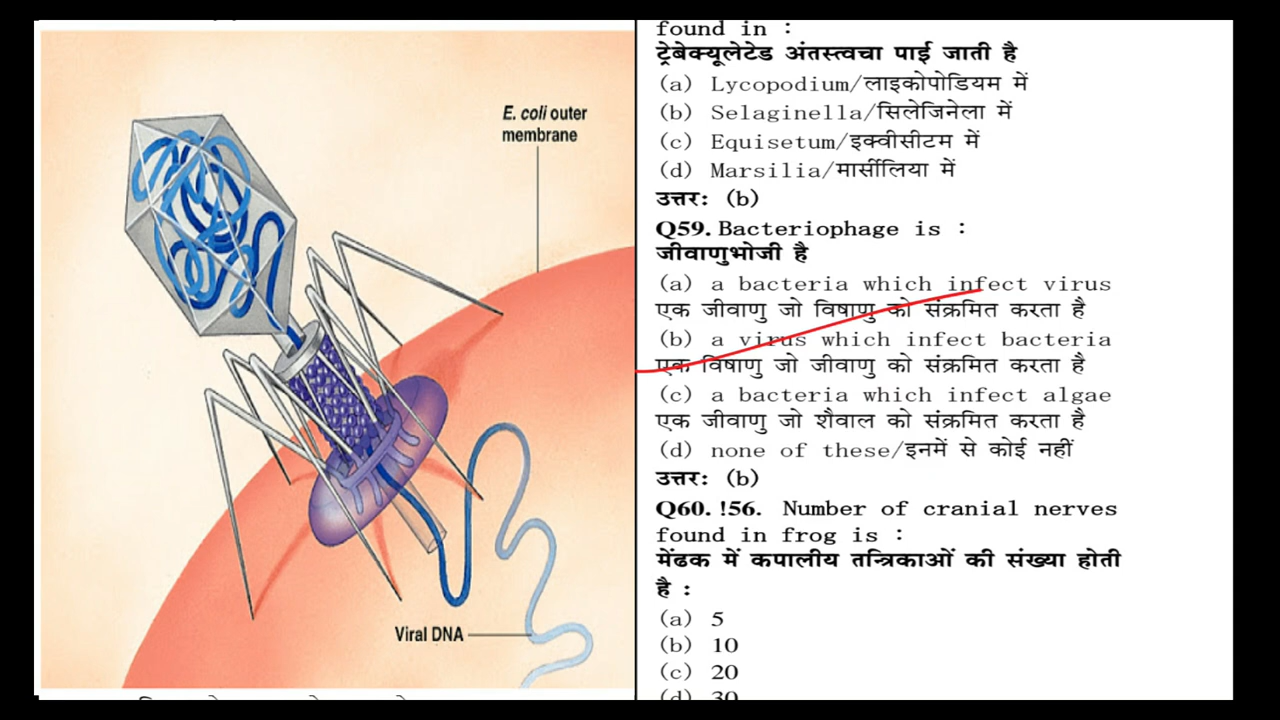 E. coli outer
membrane
Viral DNA
found in :
ट्रेबेक्यूलेटेड अंतस्त्वचा पाई जाती है
(a) Lycopodium/लाइकोपोडियम में
(b) Selaginella/सिलेजिनेला में
(c) Equisetum/इक्वीसीटम में
(d) Marsilia/मार्सीलिया में
उत्तरः (b)
Q59. Bacteriophage is :
जीवाणुभोजी है
(a) a bacteria which infect virus
एक जीवाणु जो विषाणु को संक्रमित करता है
(b) a virus which infect bacteria
एक विषाणु जो जीवाणु को संक्रमित करता है
(c) a bacteria which infect algae
एक जीवाणु जो शैवाल को संक्रमित करता है
(d) none of these/इनमें से कोई नहीं
उत्तरः (b)
Q60. !56. Number of cranial nerves
found in frog is :
मेंढक में कपालीय तन्त्रिकाओं की संख्या होती
है :
(a) 5
(b) 10
(c) 20
(d) 30